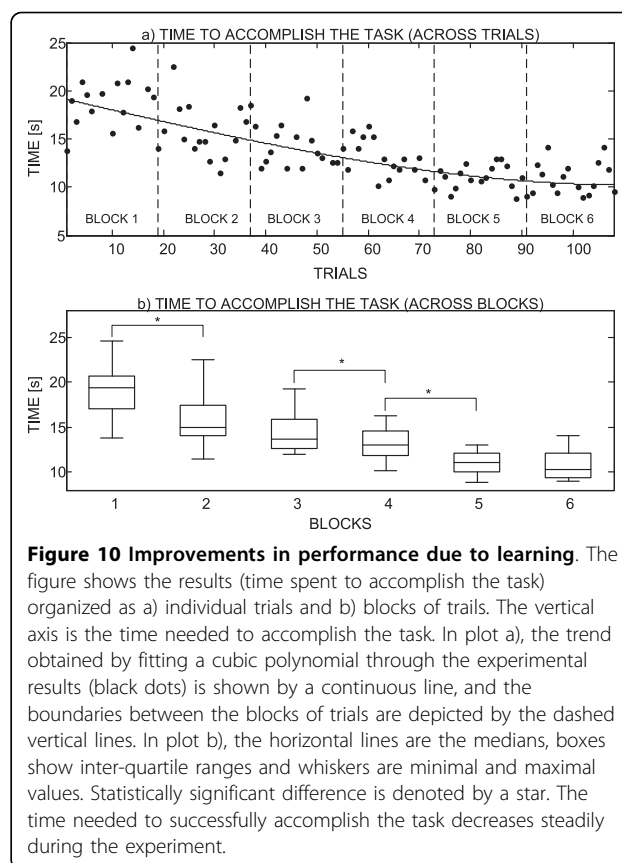 a) TIME TO ACCOMPLISH THE TASK (ACROSS TRIALS)
25
20
15
10
5
TIME [s]
BLOCK 1 BLOCK 2 BLOCK 3 BLOCK 4 BLOCK 5 BLOCK 6
10 20 30 40 50 60 70 80 90 100
TRIALS
b) TIME TO ACCOMPLISH THE TASK (ACROSS BLOCKS)
25
20
15
10
TIME [s]
* * *
1 2 3 4 5 6
BLOCKS
Figure 10 Improvements in performance due to learning. The
figure shows the results (time spent to accomplish the task)
organized as a) individual trials and b) blocks of trails. The vertical
axis is the time needed to accomplish the task. In plot a), the trend
obtained by fitting a cubic polynomial through the experimental
results (black dots) is shown by a continuous line, and the
boundaries between the blocks of trials are depicted by the dashed
vertical lines. In plot b), the horizontal lines are the medians, boxes
show inter-quartile ranges and whiskers are minimal and maximal
values. Statistically significant difference is denoted by a star. The
time needed to successfully accomplish the task decreases steadily
during the experiment.